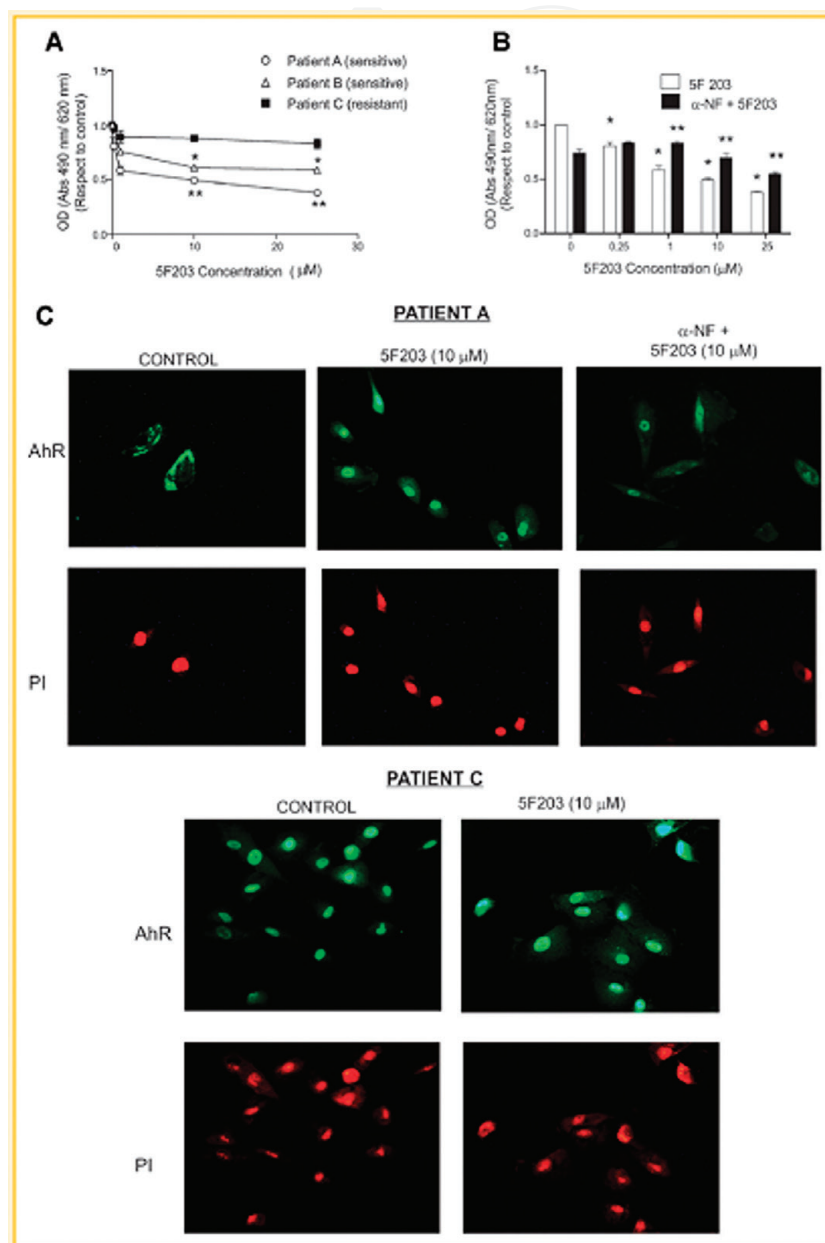 A
Patient A (sensitive)
Patient B (sensitive)
Patient C (resistant)
OD (Abs 490 nm/ 620 nm)
(Respect to control)
1.5
1.0
0.5
0.0
*
*
**
**
0
10
20
30
5F203 Concentration ( μM)
B
5F 203
α-NF + 5F203
OD (Abs 490nm/ 620nm)
(Respect to control
1.5
1.0
0.5
0.0
*
*
**
*
**
*
**
0
0.25
1
10
25
5F203 Concentration (μM)
C
PATIENT A
CONTROL
5F203 (10 μM)
α-NF +
5F203 (10 μM)
AhR
PI
PATIENT C
CONTROL
5F203 (10 μM)
AhR
PI